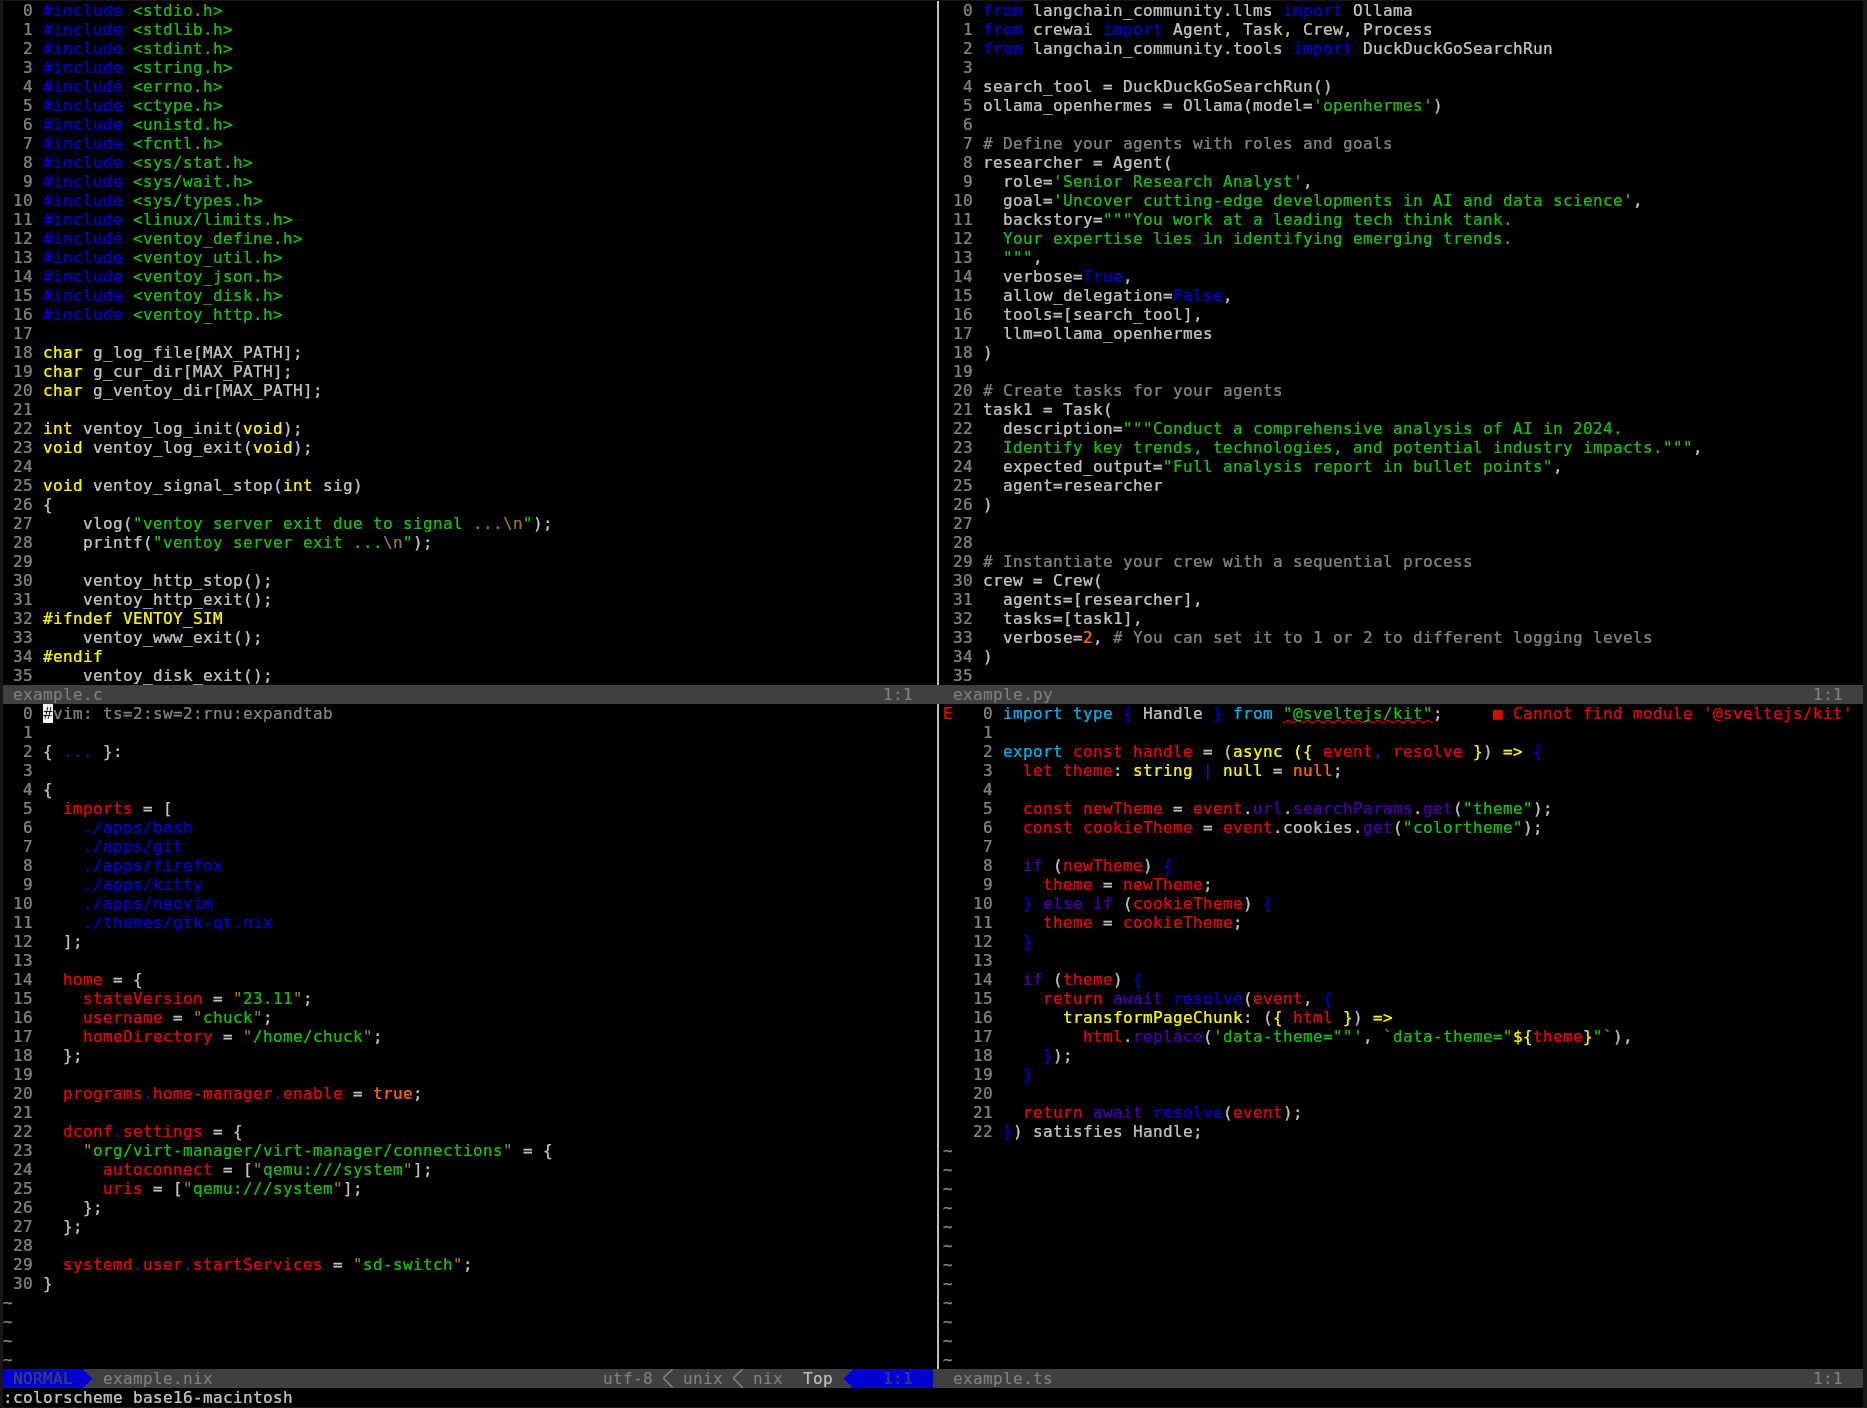 0 #include <stdio.h>
1 #include <stdlib.h>
2 #include <stdint.h>
3 #include <string.h>
4 #include <errno.h>
5 #include <ctype.h>
6 #include <unistd.h>
7 #include <fcntl.h>
8 #include <sys/stat.h>
9 #include <sys/wait.h>
10 #include <sys/types.h>
11 #include <linux/limits.h>
12 #include <ventoy_define.h>
13 #include <ventoy_util.h>
14 #include <ventoy_json.h>
15 #include <ventoy_disk.h>
16 #include <ventoy_http.h>
17
18 char g_log_file[MAX_PATH];
19 char g_cur_dir[MAX_PATH];
20 char g_ventoy_dir[MAX_PATH];
21
22 int ventoy_log_init(void);
23 void ventoy_log_exit(void);
24
25 void ventoy_signal_stop(int sig)
26 {
27     vlog("ventoy server exit due to signal ...\n");
28     printf("ventoy server exit ...\n");
29
30     ventoy_http_stop();
31     ventoy_http_exit();
32 #ifndef VENTOY_SIM
33     ventoy_www_exit();
34 #endif
35     ventoy_disk_exit();
example.c 1:1
0 from langchain_community.llms import Ollama
1 from crewai import Agent, Task, Crew, Process
2 from langchain_community.tools import DuckDuckGoSearchRun
3
4 search_tool = DuckDuckGoSearchRun()
5 ollama_openhermes = Ollama(model='openhermes')
6
7 # Define your agents with roles and goals
8 researcher = Agent(
9   role='Senior Research Analyst',
10   goal='Uncover cutting-edge developments in AI and data science',
11   backstory="""You work at a leading tech think tank.
12   Your expertise lies in identifying emerging trends.
13   """,
14   verbose=True,
15   allow_delegation=False,
16   tools=[search_tool],
17   llm=ollama_openhermes
18 )
19
20 # Create tasks for your agents
21 task1 = Task(
22   description="""Conduct a comprehensive analysis of AI in 2024.
23   Identify key trends, technologies, and potential industry impacts.""",
24   expected_output="Full analysis report in bullet points",
25   agent=researcher
26 )
27
28
29 # Instantiate your crew with a sequential process
30 crew = Crew(
31   agents=[researcher],
32   tasks=[task1],
33   verbose=2, # You can set it to 1 or 2 to different logging levels
34 )
35
example.py 1:1
0 #vim: ts=2:sw=2:rnu:expandtab
1
2 { ... }:
3
4 {
5   imports = [
6     ./apps/bash
7     ./apps/git
8     ./apps/firefox
9     ./apps/kitty
10     ./apps/neovim
11     ./themes/gtk-qt.nix
12   ];
13
14   home = {
15     stateVersion = "23.11";
16     username = "chuck";
17     homeDirectory = "/home/chuck";
18   };
19
20   programs.home-manager.enable = true;
21
22   dconf.settings = {
23     "org/virt-manager/virt-manager/connections" = {
24       autoconnect = ["qemu:///system"];
25       uris = ["qemu:///system"];
26     };
27   };
28
29   systemd.user.startServices = "sd-switch";
30 }
~
~
~
~
NORMAL example.nix utf-8 unix nix Top 1:1
E 0 import type { Handle } from "@sveltejs/kit"; ■ Cannot find module '@sveltejs/kit'
1
2 export const handle = (async ({ event, resolve }) => {
3   let theme: string | null = null;
4
5   const newTheme = event.url.searchParams.get("theme");
6   const cookieTheme = event.cookies.get("colortheme");
7
8   if (newTheme) {
9     theme = newTheme;
10   } else if (cookieTheme) {
11     theme = cookieTheme;
12   }
13
14   if (theme) {
15     return await resolve(event, {
16       transformPageChunk: ({ html }) =>
17         html.replace('data-theme=""', `data-theme="${theme}"`),
18     });
19   }
20
21   return await resolve(event);
22 }) satisfies Handle;
~
~
~
~
~
~
~
~
~
~
~
~
example.ts 1:1
:colorscheme base16-macintosh